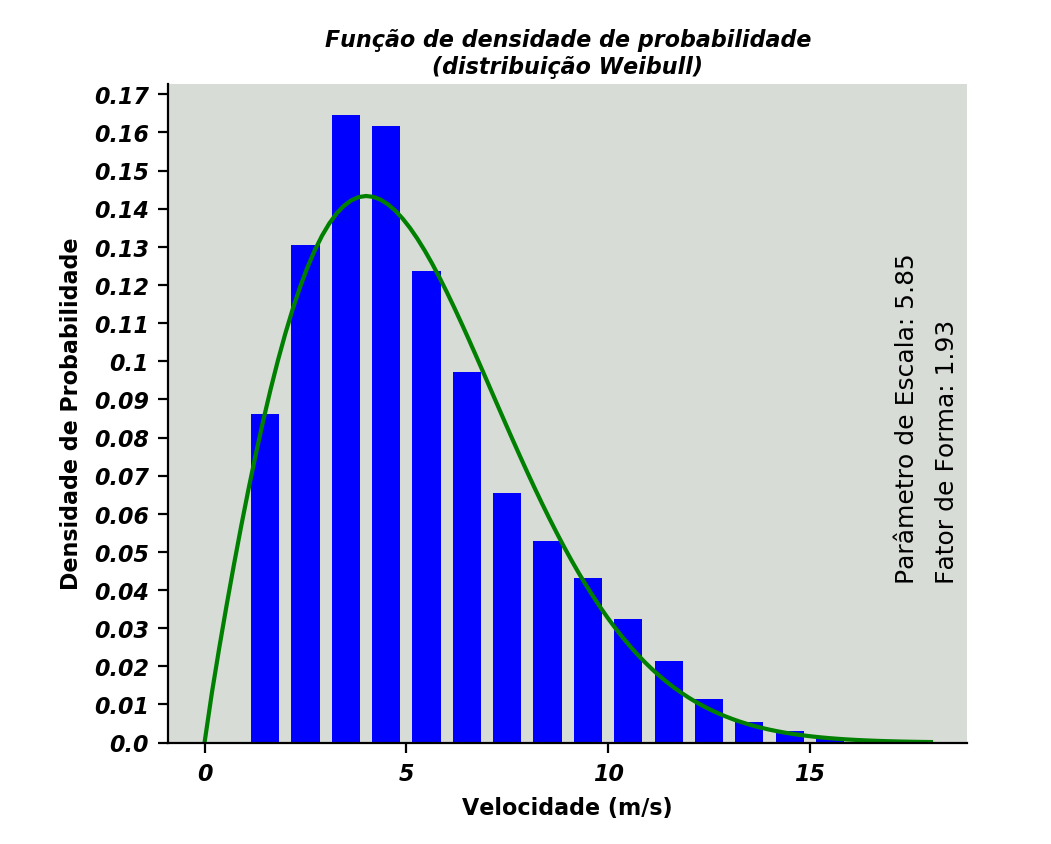 Função de densidade de probabilidade
(distribuição Weibull)
0.17
0.16
0.15
0.14
0.13
0.12
0.11
0.1
0.09
0.08
0.07
0.06
0.05
0.04
0.03
0.02
0.01
0.0
Densidade de Probabilidade
Parâmetro de Escala: 5.85
Fator de Forma: 1.93
0 5 10 15
Velocidade (m/s)